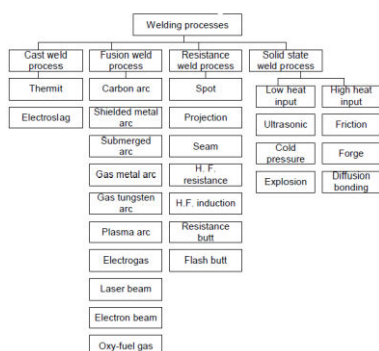 Welding processes
Cast weld
process
Fusion weld
process
Resistance
weld process
Solid state
weld process
Thermit
Electroslag
Carbon arc
Shielded metal
arc
Submerged
arc
Gas metal arc
Gas tungsten
arc
Plasma arc
Electrogas
Laser beam
Electron beam
Oxy-fuel gas
Spot
Projection
Seam
H. F.
resistance
H.F. induction
Resistance
butt
Flash butt
Low heat
input
Ultrasonic
Cold
pressure
Explosion
High heat
input
Friction
Forge
Diffusion
bonding